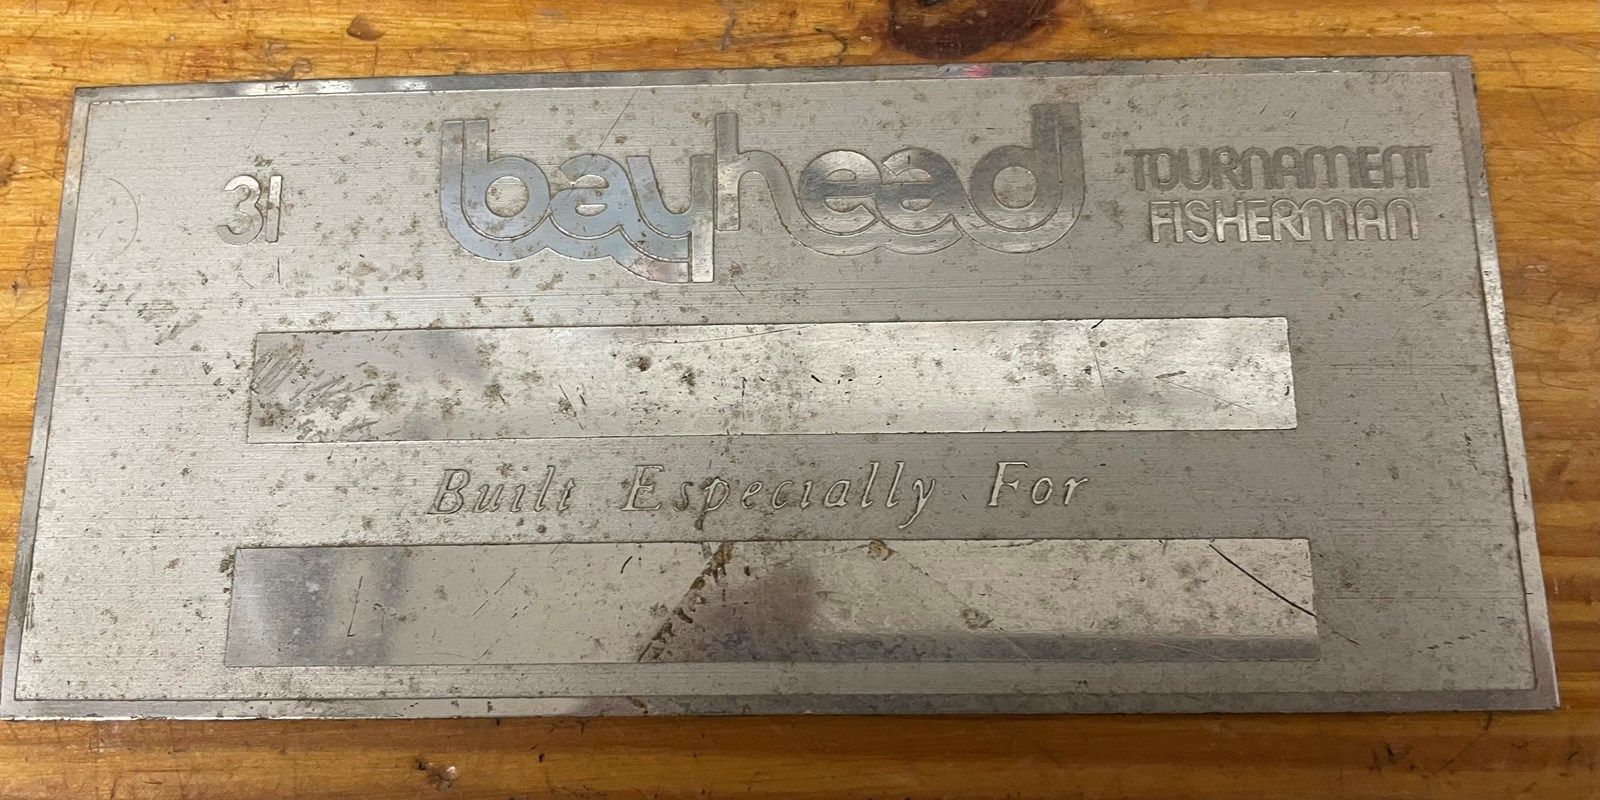 31 bayhead TOURNAMENT
FISHERMAN
Built Especially For